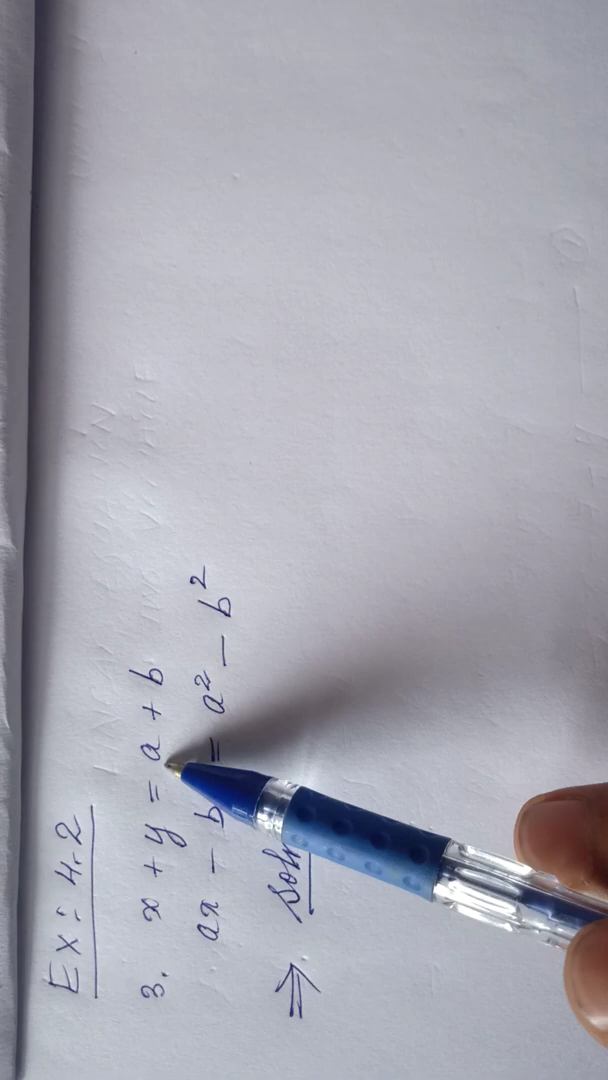 Ex: 4.2
3. x + y = a + b
ax - b = a² - b²
⇒ Sol